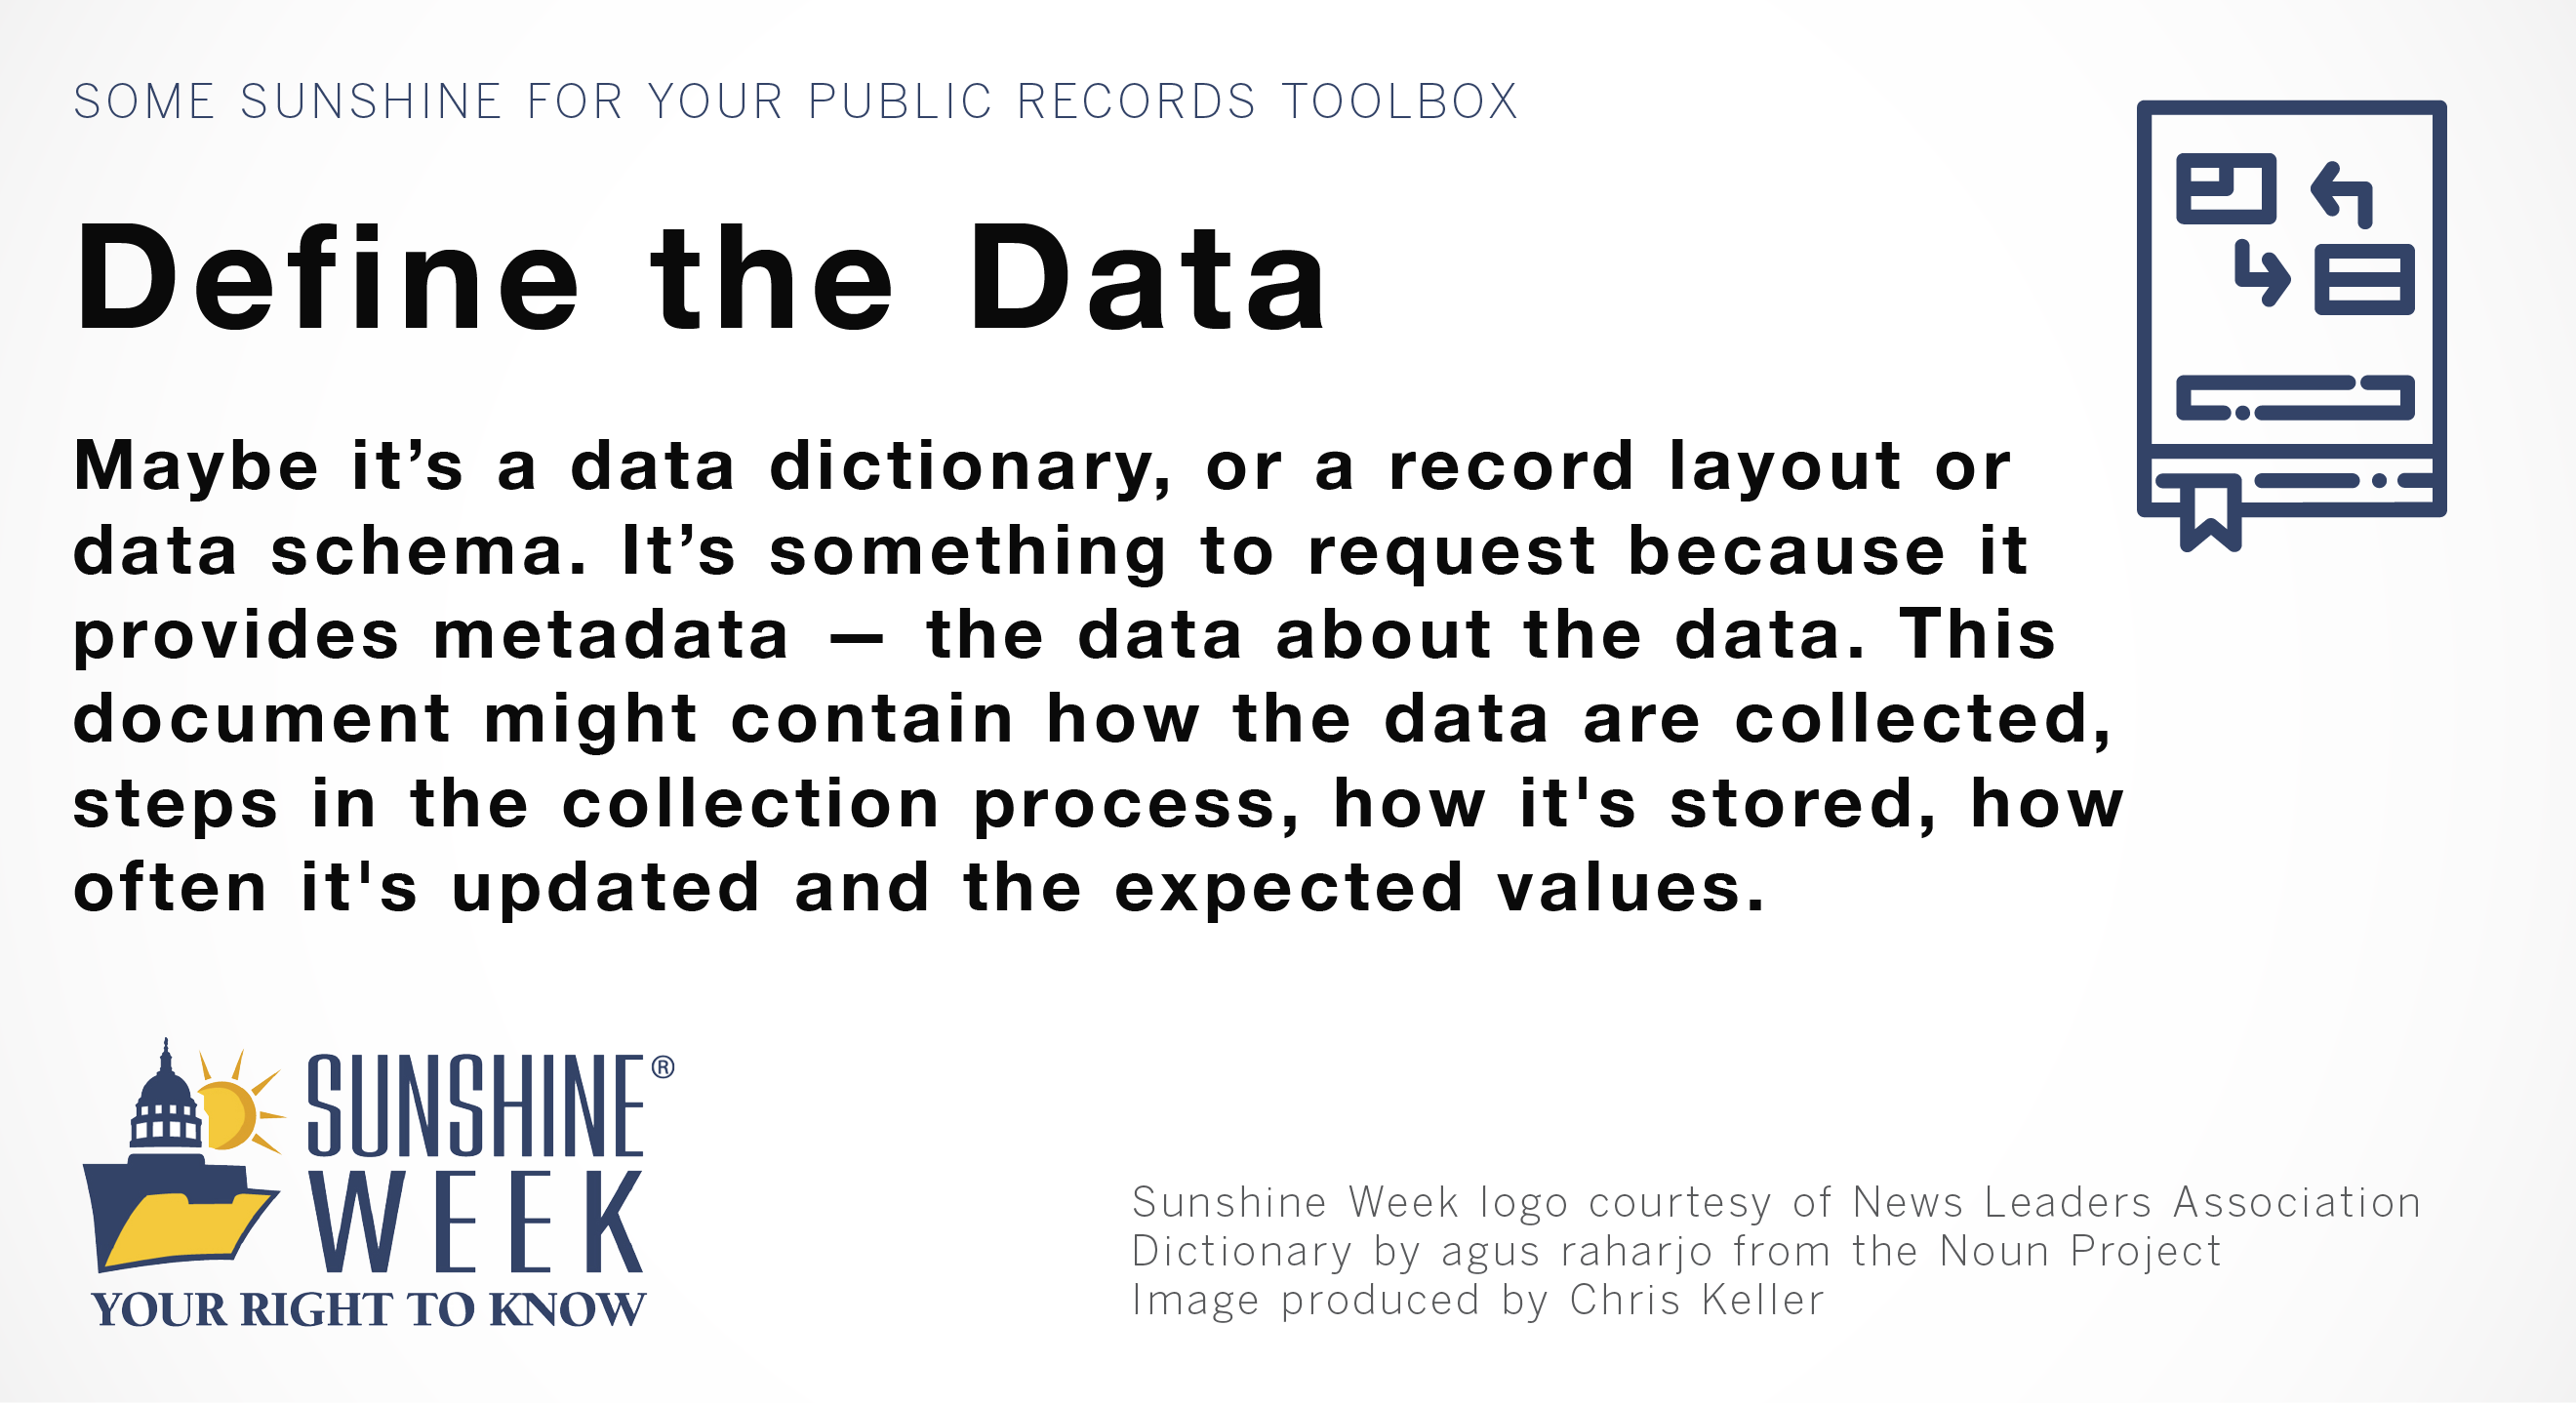 SOME SUNSHINE FOR YOUR PUBLIC RECORDS TOOLBOX
Define the Data
Maybe it’s a data dictionary, or a record layout or
data schema. It’s something to request because it
provides metadata — the data about the data. This
document might contain how the data are collected,
steps in the collection process, how it's stored, how
often it's updated and the expected values.
SUNSHINE®
WEEK
YOUR RIGHT TO KNOW
Sunshine Week logo courtesy of News Leaders Association
Dictionary by agus raharjo from the Noun Project
Image produced by Chris Keller